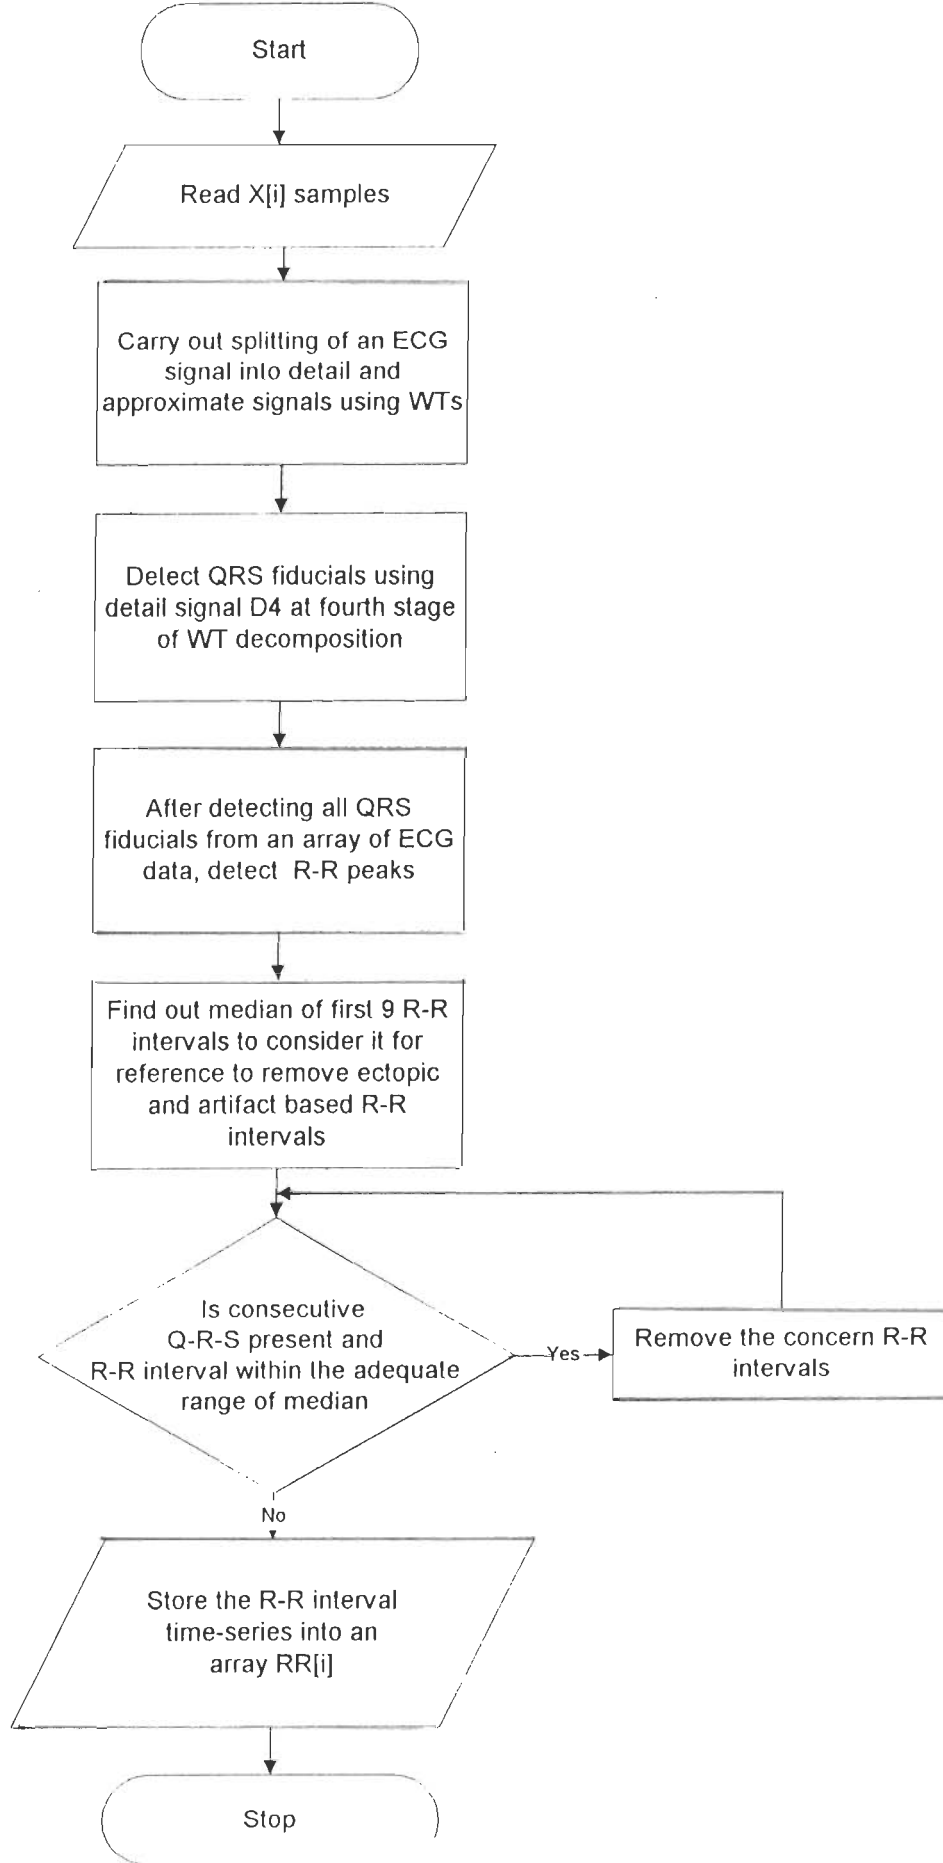 Start
Read X[i] samples
Carry out splitting of an ECG
signal into detail and
approximate signals using WTs
Detect QRS fiducials using
detail signal D4 at fourth stage
of WT decomposition
After detecting all QRS
fiducials from an array of ECG
data, detect R-R peaks
Find out median of first 9 R-R
intervals to consider it for
reference to remove ectopic
and artifact based R-R
intervals
Is consecutive
Q-R-S present and
R-R interval within the adequate
range of median
Yes
Remove the concern R-R
intervals
No
Store the R-R interval
time-series into an
array RR[i]
Stop